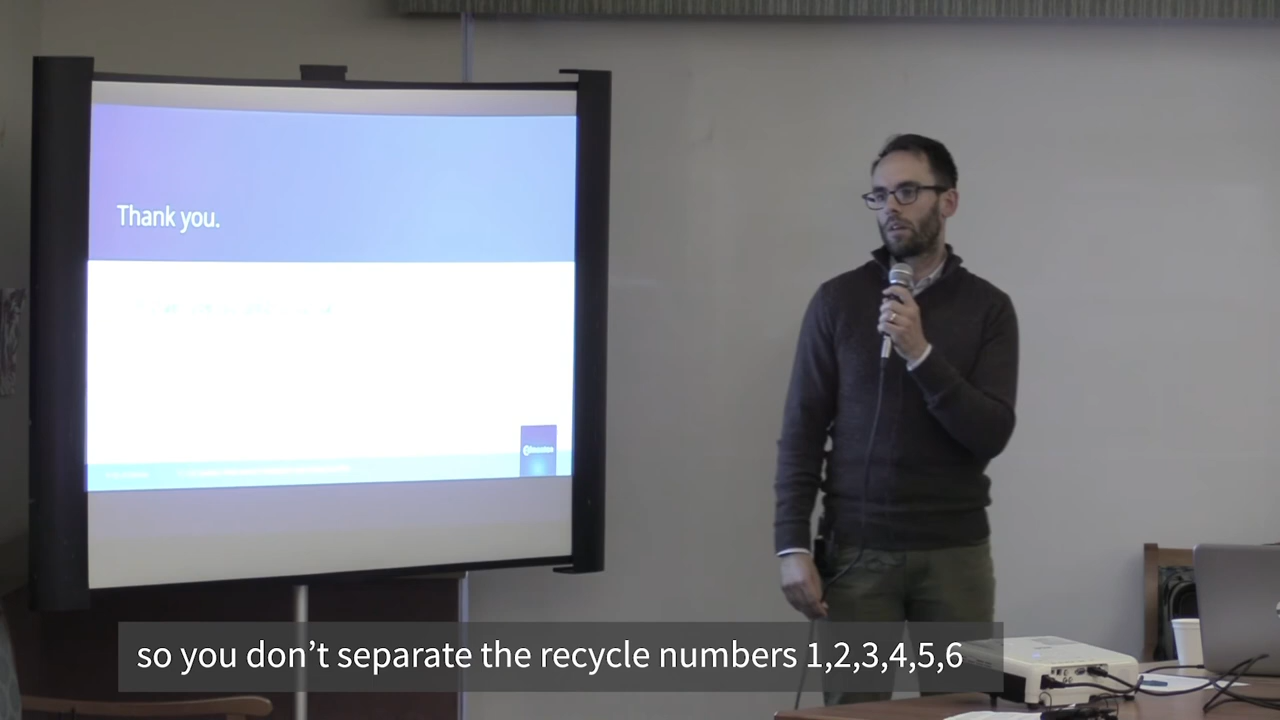 Thank you.
so you don't separate the recycle numbers 1,2,3,4,5,6